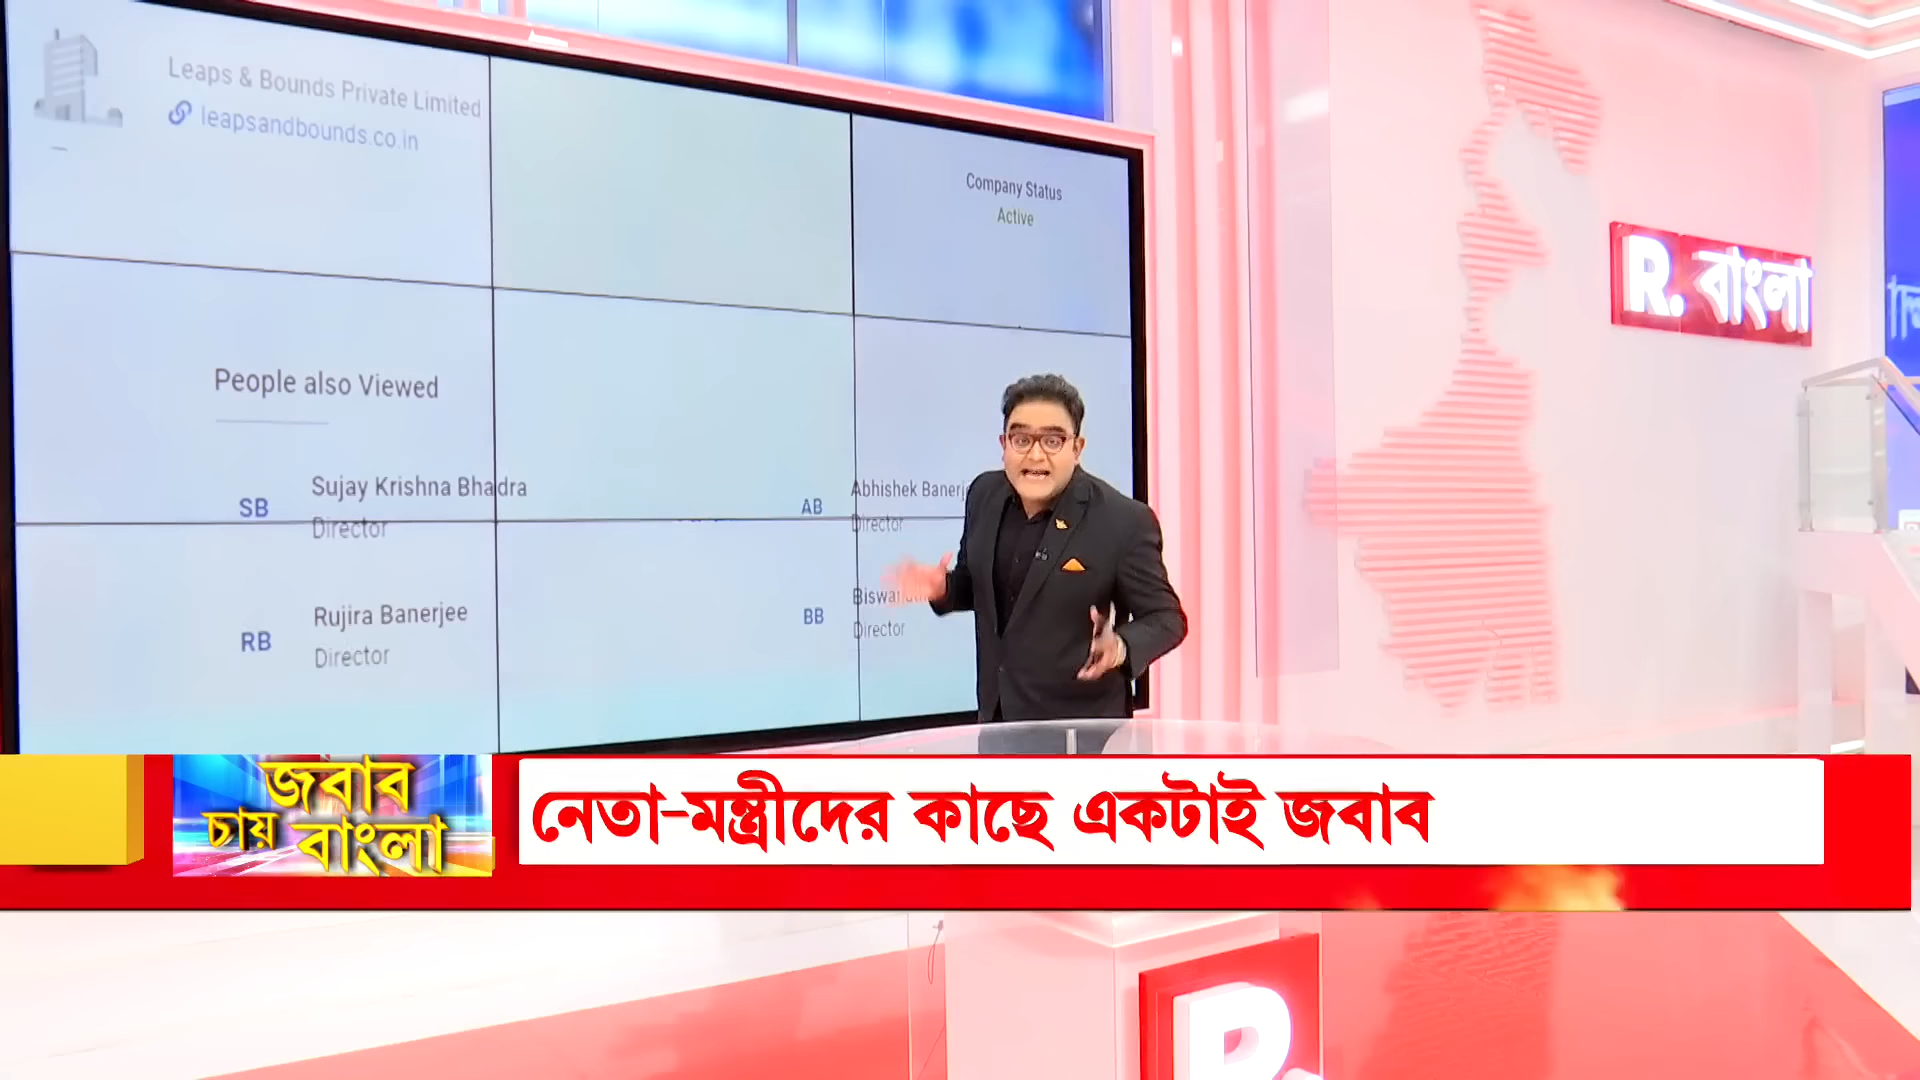 Leaps & Bounds Private Limited
leapsandbounds.co.in
Company Status
Active
People also Viewed
SB
Sujay Krishna Bhadra
Director
AB
Abhishek
Director
RB
Rujira Banerjee
Director
BB
Director
R. বাংলা
জবাব
চায় বাংলা
নেতা-মন্ত্রীদের কাছে একটাই জবাব
R.